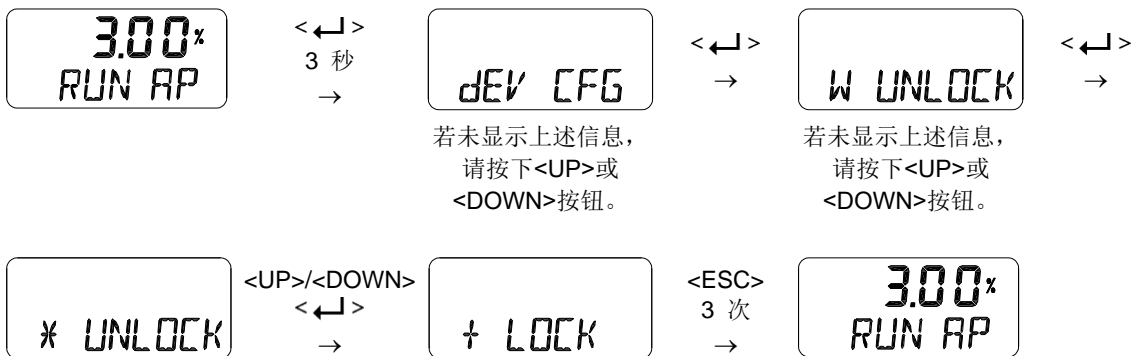 3.00%
RUN AP
<↵>
3 秒
→
dEV CFG
若未显示上述信息，
请按下<UP>或
<DOWN>按钮。
<↵>
→
W UNLOCK
若未显示上述信息，
请按下<UP>或
<DOWN>按钮。
<↵>
→
* UNLOCK
<UP>/<DOWN>
<↵>
→
+ LOCK
<ESC>
3 次
→
3.00%
RUN AP